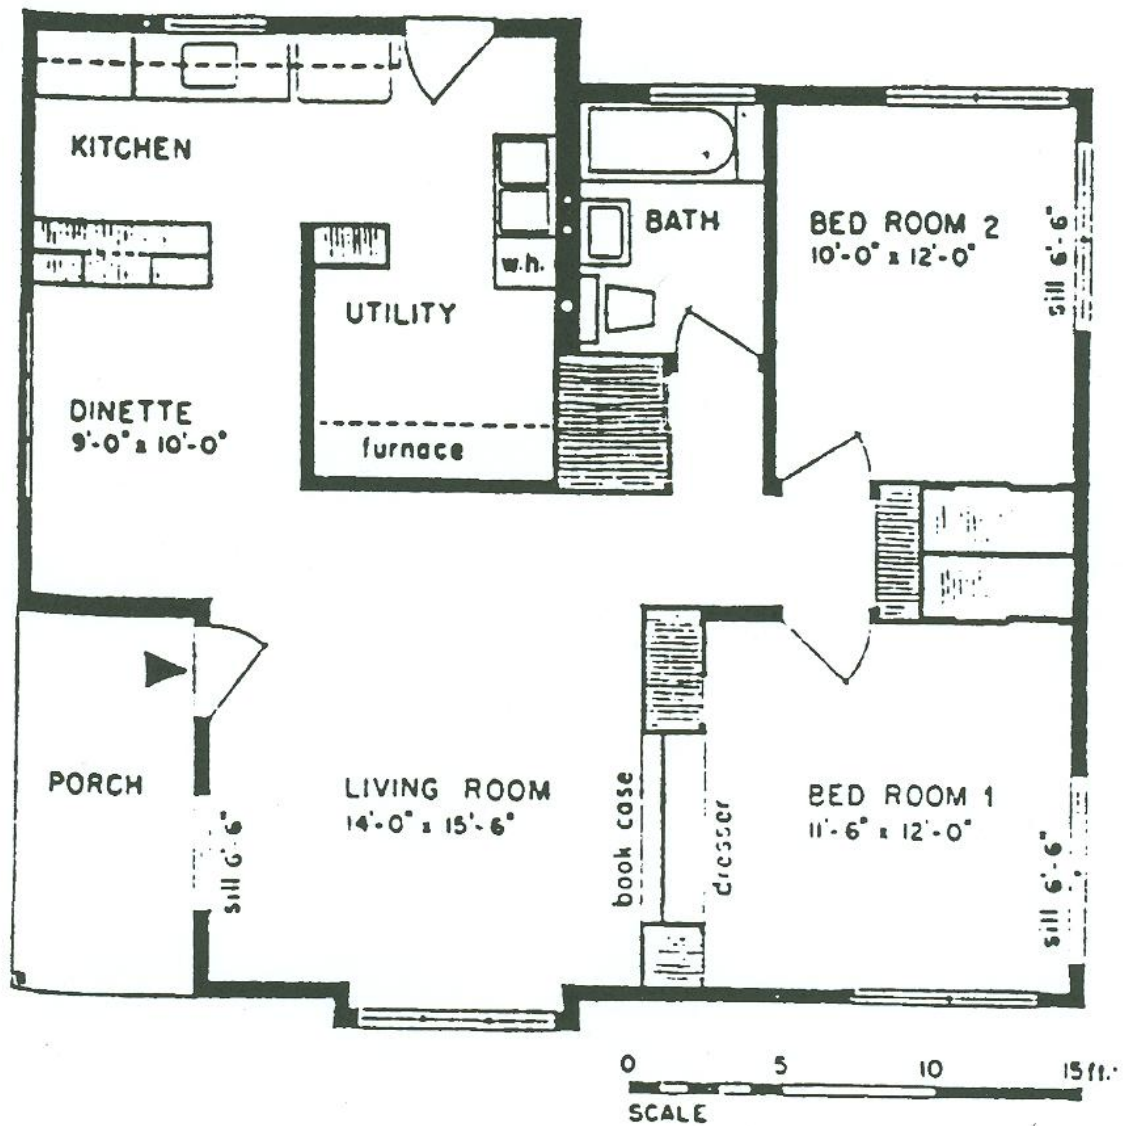 KITCHEN
BATH
BED ROOM 2
10'-0" x 12'-0"
sill 6'-6"
w.h.
UTILITY
DINETTE
9'-0" x 10'-0"
furnace
PORCH
sill 6'-6"
LIVING ROOM
14'-0" x 15'-6"
book case
dresser
BED ROOM 1
11'-6" x 12'-0"
sill 6'-6"
0 5 10 15 ft.
SCALE